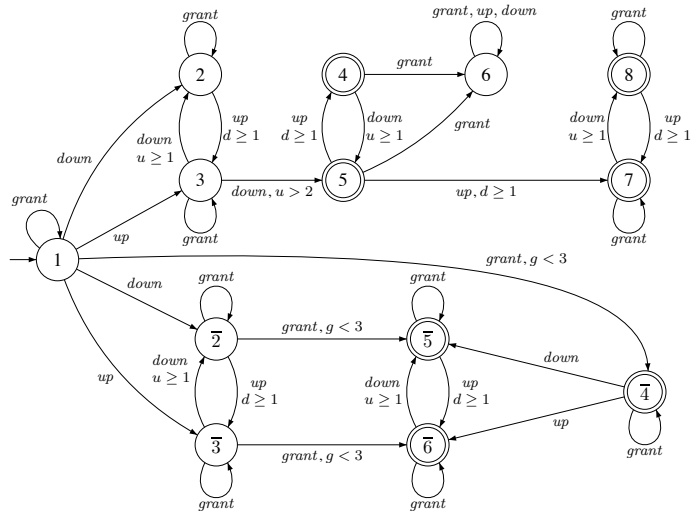 grant
grant, up, down
grant
2
4
grant
6
8
down
u ≥ 1
up
d ≥ 1
up
d ≥ 1
down
u ≥ 1
grant
down
u ≥ 1
up
d ≥ 1
down
3
down, u > 2
5
up, d ≥ 1
7
grant
up
grant
grant
1
grant, g < 3
down
grant
grant
2̅
grant, g < 3
5̅
down
up
down
u ≥ 1
up
d ≥ 1
down
u ≥ 1
up
d ≥ 1
4̅
up
3̅
grant, g < 3
6̅
grant
grant
grant